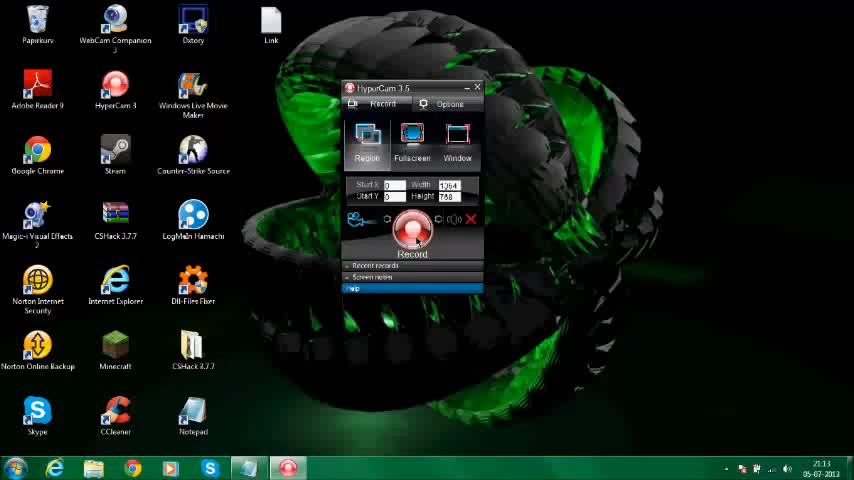 Papirkurv
WebCam Companion
3
Dxtory
Link
Adobe Reader 9
HyperCam 3
Windows Live Movie
Maker
Google Chrome
Steam
Counter-Strike Source
Magic-i Visual Effects
2
CSHack 3.7.7
LogMeIn Hamachi
Norton Internet
Security
Internet Explorer
Dll-Files Fixer
Norton Online Backup
Minecraft
CSHack 3.7.7
Skype
CCleaner
Notepad
HyperCam 3.5
Record
Options
Region
Fullscreen
Window
Start X
0
Width
Start Y
0
Height
768
Record
Recent records
Screen notes
Help
21:13
05-07-2013